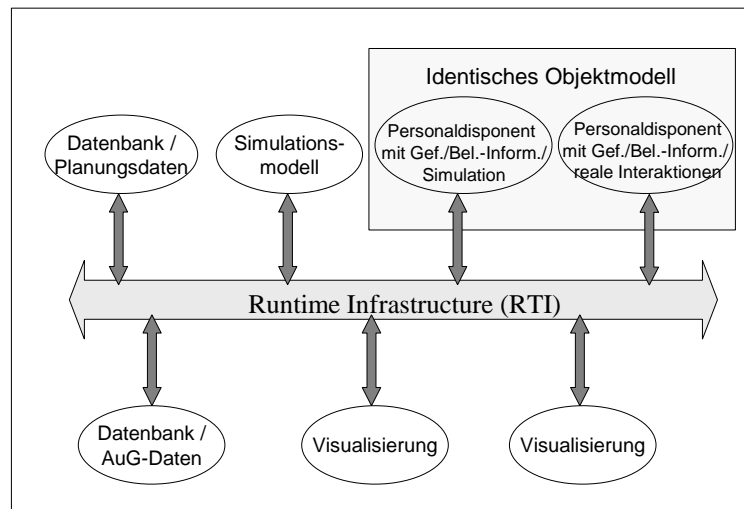 Identisches Objektmodell
Datenbank /
Planungsdaten
Simulations-
modell
Personaldisponent
mit Gef./Bel.-Inform./
Simulation
Personaldisponent
mit Gef./Bel.-Inform./
reale Interaktionen
Runtime Infrastructure (RTI)
Datenbank /
AuG-Daten
Visualisierung
Visualisierung